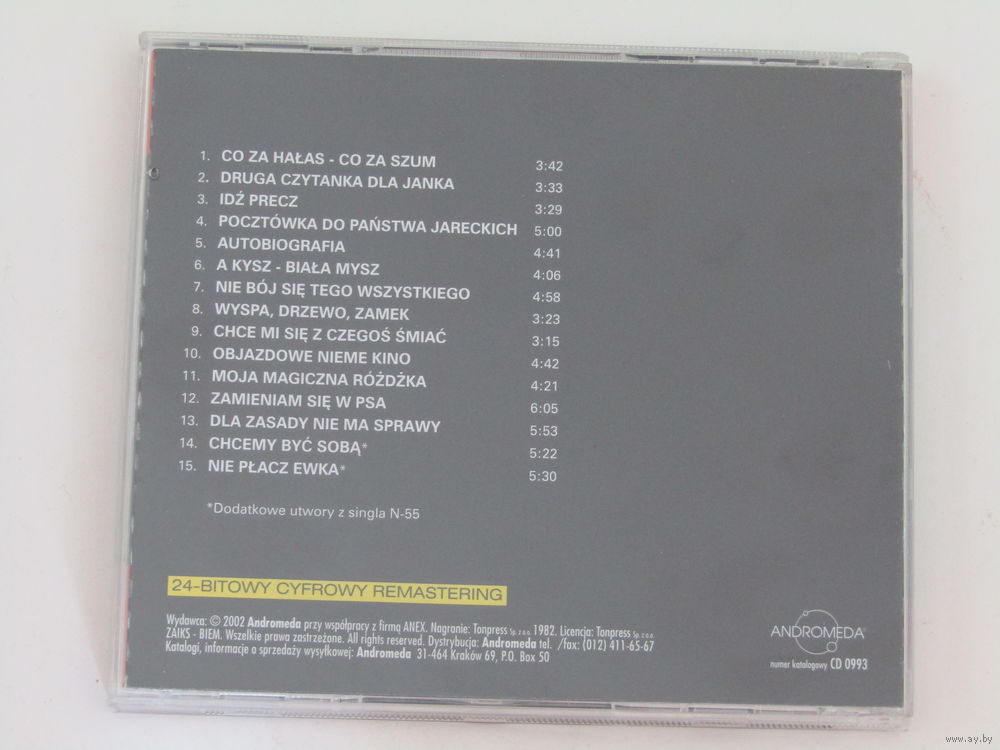 1. CO ZA HAŁAS - CO ZA SZUM 3:42
2. DRUGA CZYTANKA DLA JANKA 3:33
3. IDŹ PRECZ 3:29
4. POCZTÓWKA DO PAŃSTWA JARECKICH 5:00
5. AUTOBIOGRAFIA 4:41
6. A KYSZ - BIAŁA MYSZ 4:06
7. NIE BÓJ SIĘ TEGO WSZYSTKIEGO 4:58
8. WYSPA, DRZEWO, ZAMEK 3:23
9. CHCE MI SIĘ Z CZEGOŚ ŚMIAĆ 3:15
10. OBJAZDOWE NIEME KINO 4:42
11. MOJA MAGICZNA RÓŻDŻKA 4:21
12. ZAMIENIAM SIĘ W PSA 6:05
13. DLA ZASADY NIE MA SPRAWY 5:53
14. CHCEMY BYĆ SOBĄ* 5:22
15. NIE PŁACZ EWKA* 5:30
*Dodatkowe utwory z singla N-55
24-BITOWY CYFROWY REMASTERING
Wydawca: © 2002 Andromeda przy współpracy z firmą ANEX. Nagranie: Tonpress Sp. z o.o. 1982. Licencja: Tonpress Sp. z o.o.
ZAIKS - BIEM. Wszelkie prawa zastrzeżone. All rights reserved. Dystrybucja: Andromeda tel. /fax: (012) 411-65-67
Katalogi, informacje o sprzedaży wysyłkowej: Andromeda 31-464 Kraków 69, P.O. Box 50
ANDROMEDA®
numer katalogowy CD 0993
www.ay.by